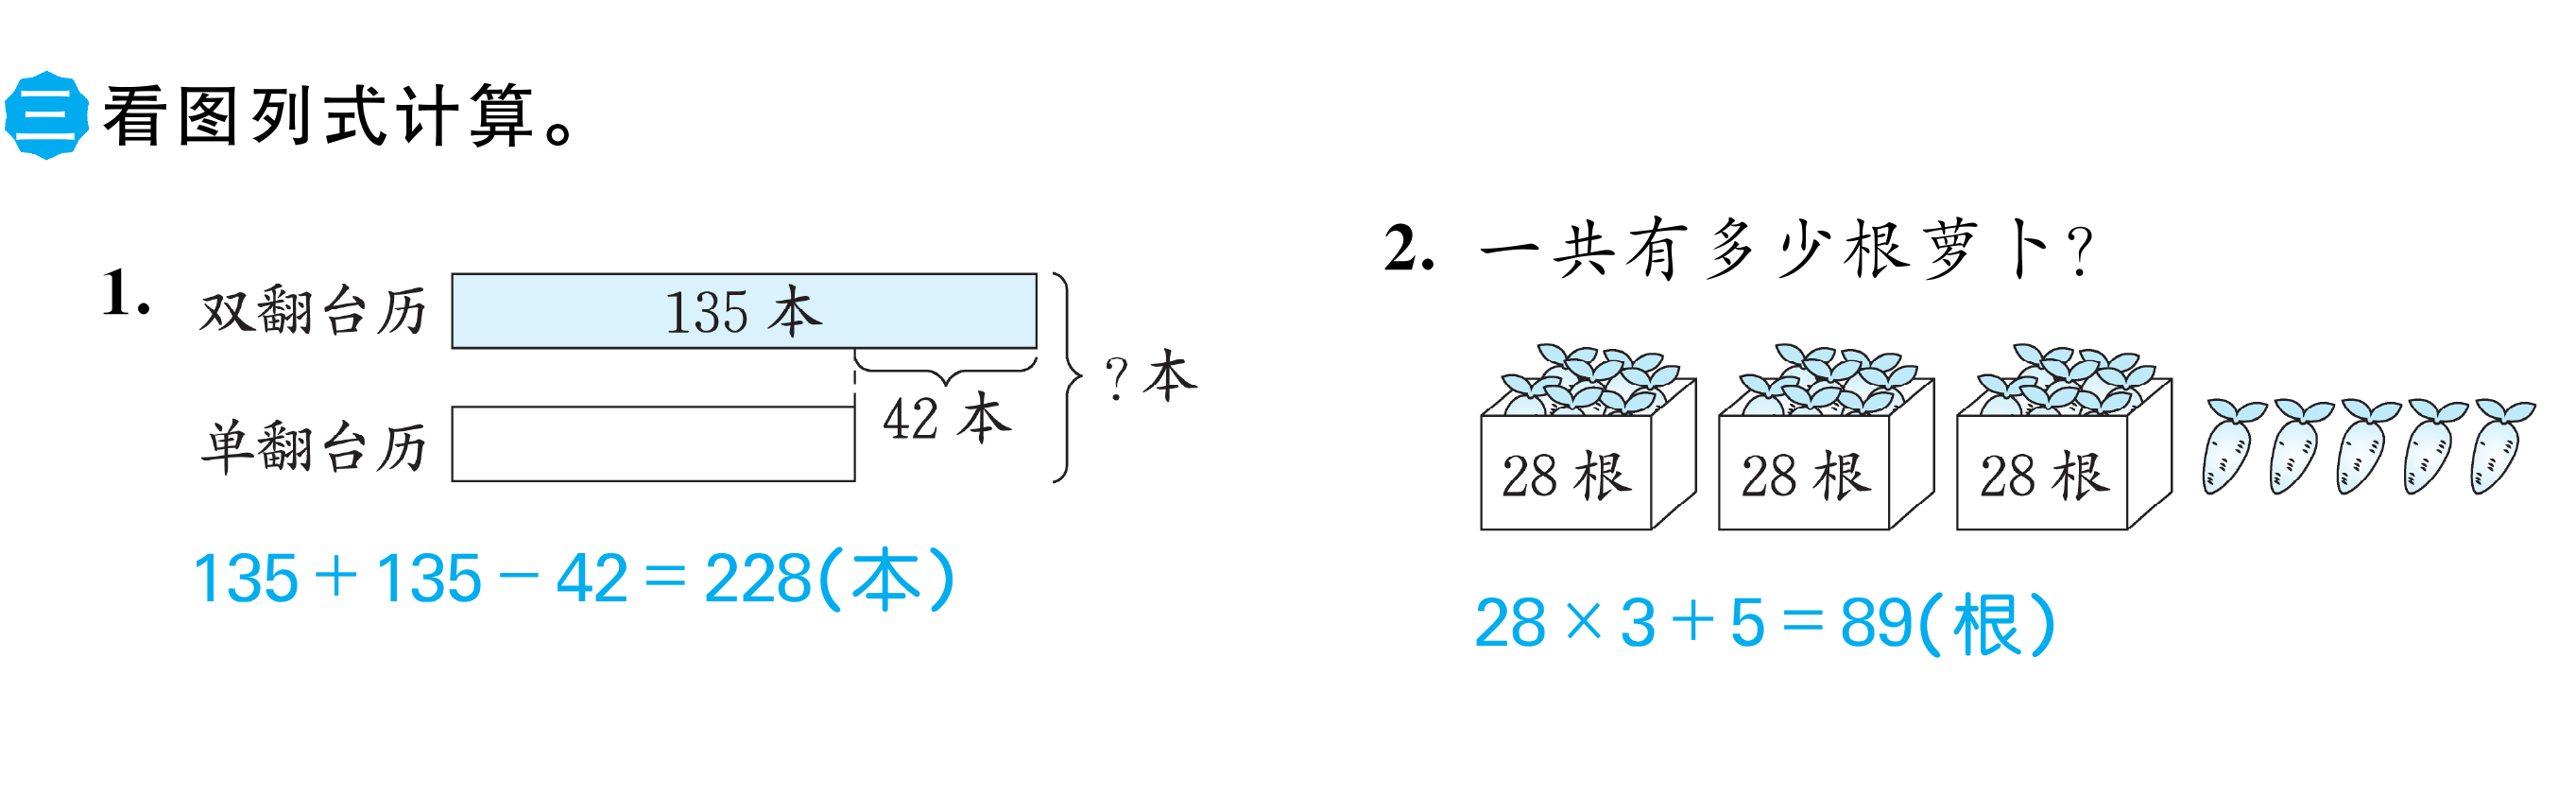 三 看图列式计算。
1.
双翻台历 135 本
42 本
? 本
单翻台历
135 + 135 - 42 = 228(本)
2. 一共有多少根萝卜?
28 根 28 根 28 根
28 × 3 + 5 = 89(根)